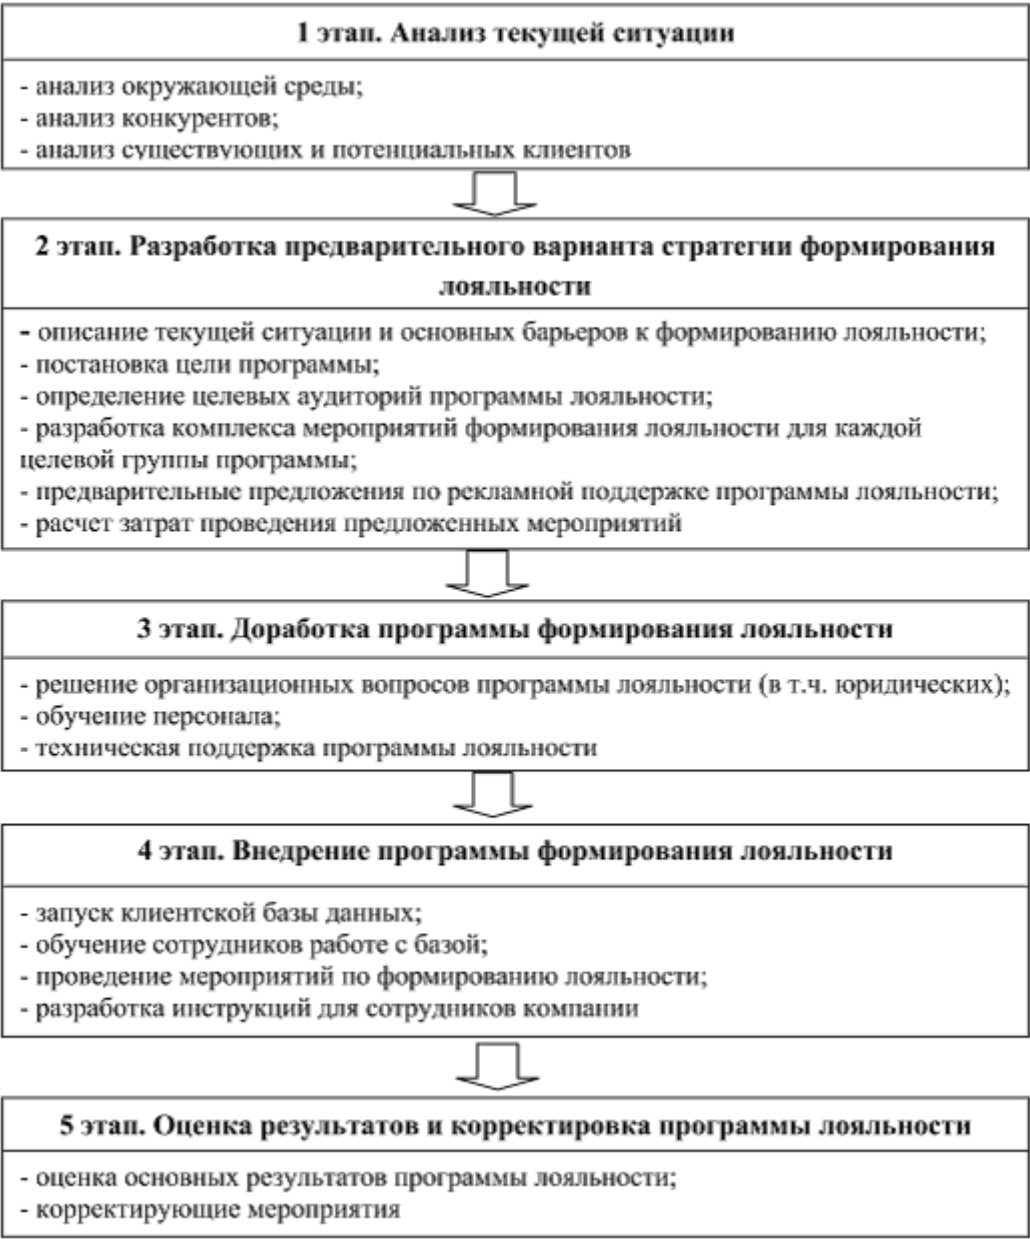 1 этап. Анализ текущей ситуации
- анализ окружающей среды;
- анализ конкурентов;
- анализ существующих и потенциальных клиентов
2 этап. Разработка предварительного варианта стратегии формирования
лояльности
- описание текущей ситуации и основных барьеров к формированию лояльности;
- постановка цели программы;
- определение целевых аудиторий программы лояльности;
- разработка комплекса мероприятий формирования лояльности для каждой
целевой группы программы;
- предварительные предложения по рекламной поддержке программы лояльности;
- расчет затрат проведения предложенных мероприятий
3 этап. Доработка программы формирования лояльности
- решение организационных вопросов программы лояльности (в т.ч. юридических);
- обучение персонала;
- техническая поддержка программы лояльности
4 этап. Внедрение программы формирования лояльности
- запуск клиентской базы данных;
- обучение сотрудников работе с базой;
- проведение мероприятий по формированию лояльности;
- разработка инструкций для сотрудников компании
5 этап. Оценка результатов и корректировка программы лояльности
- оценка основных результатов программы лояльности;
- корректирующие мероприятия